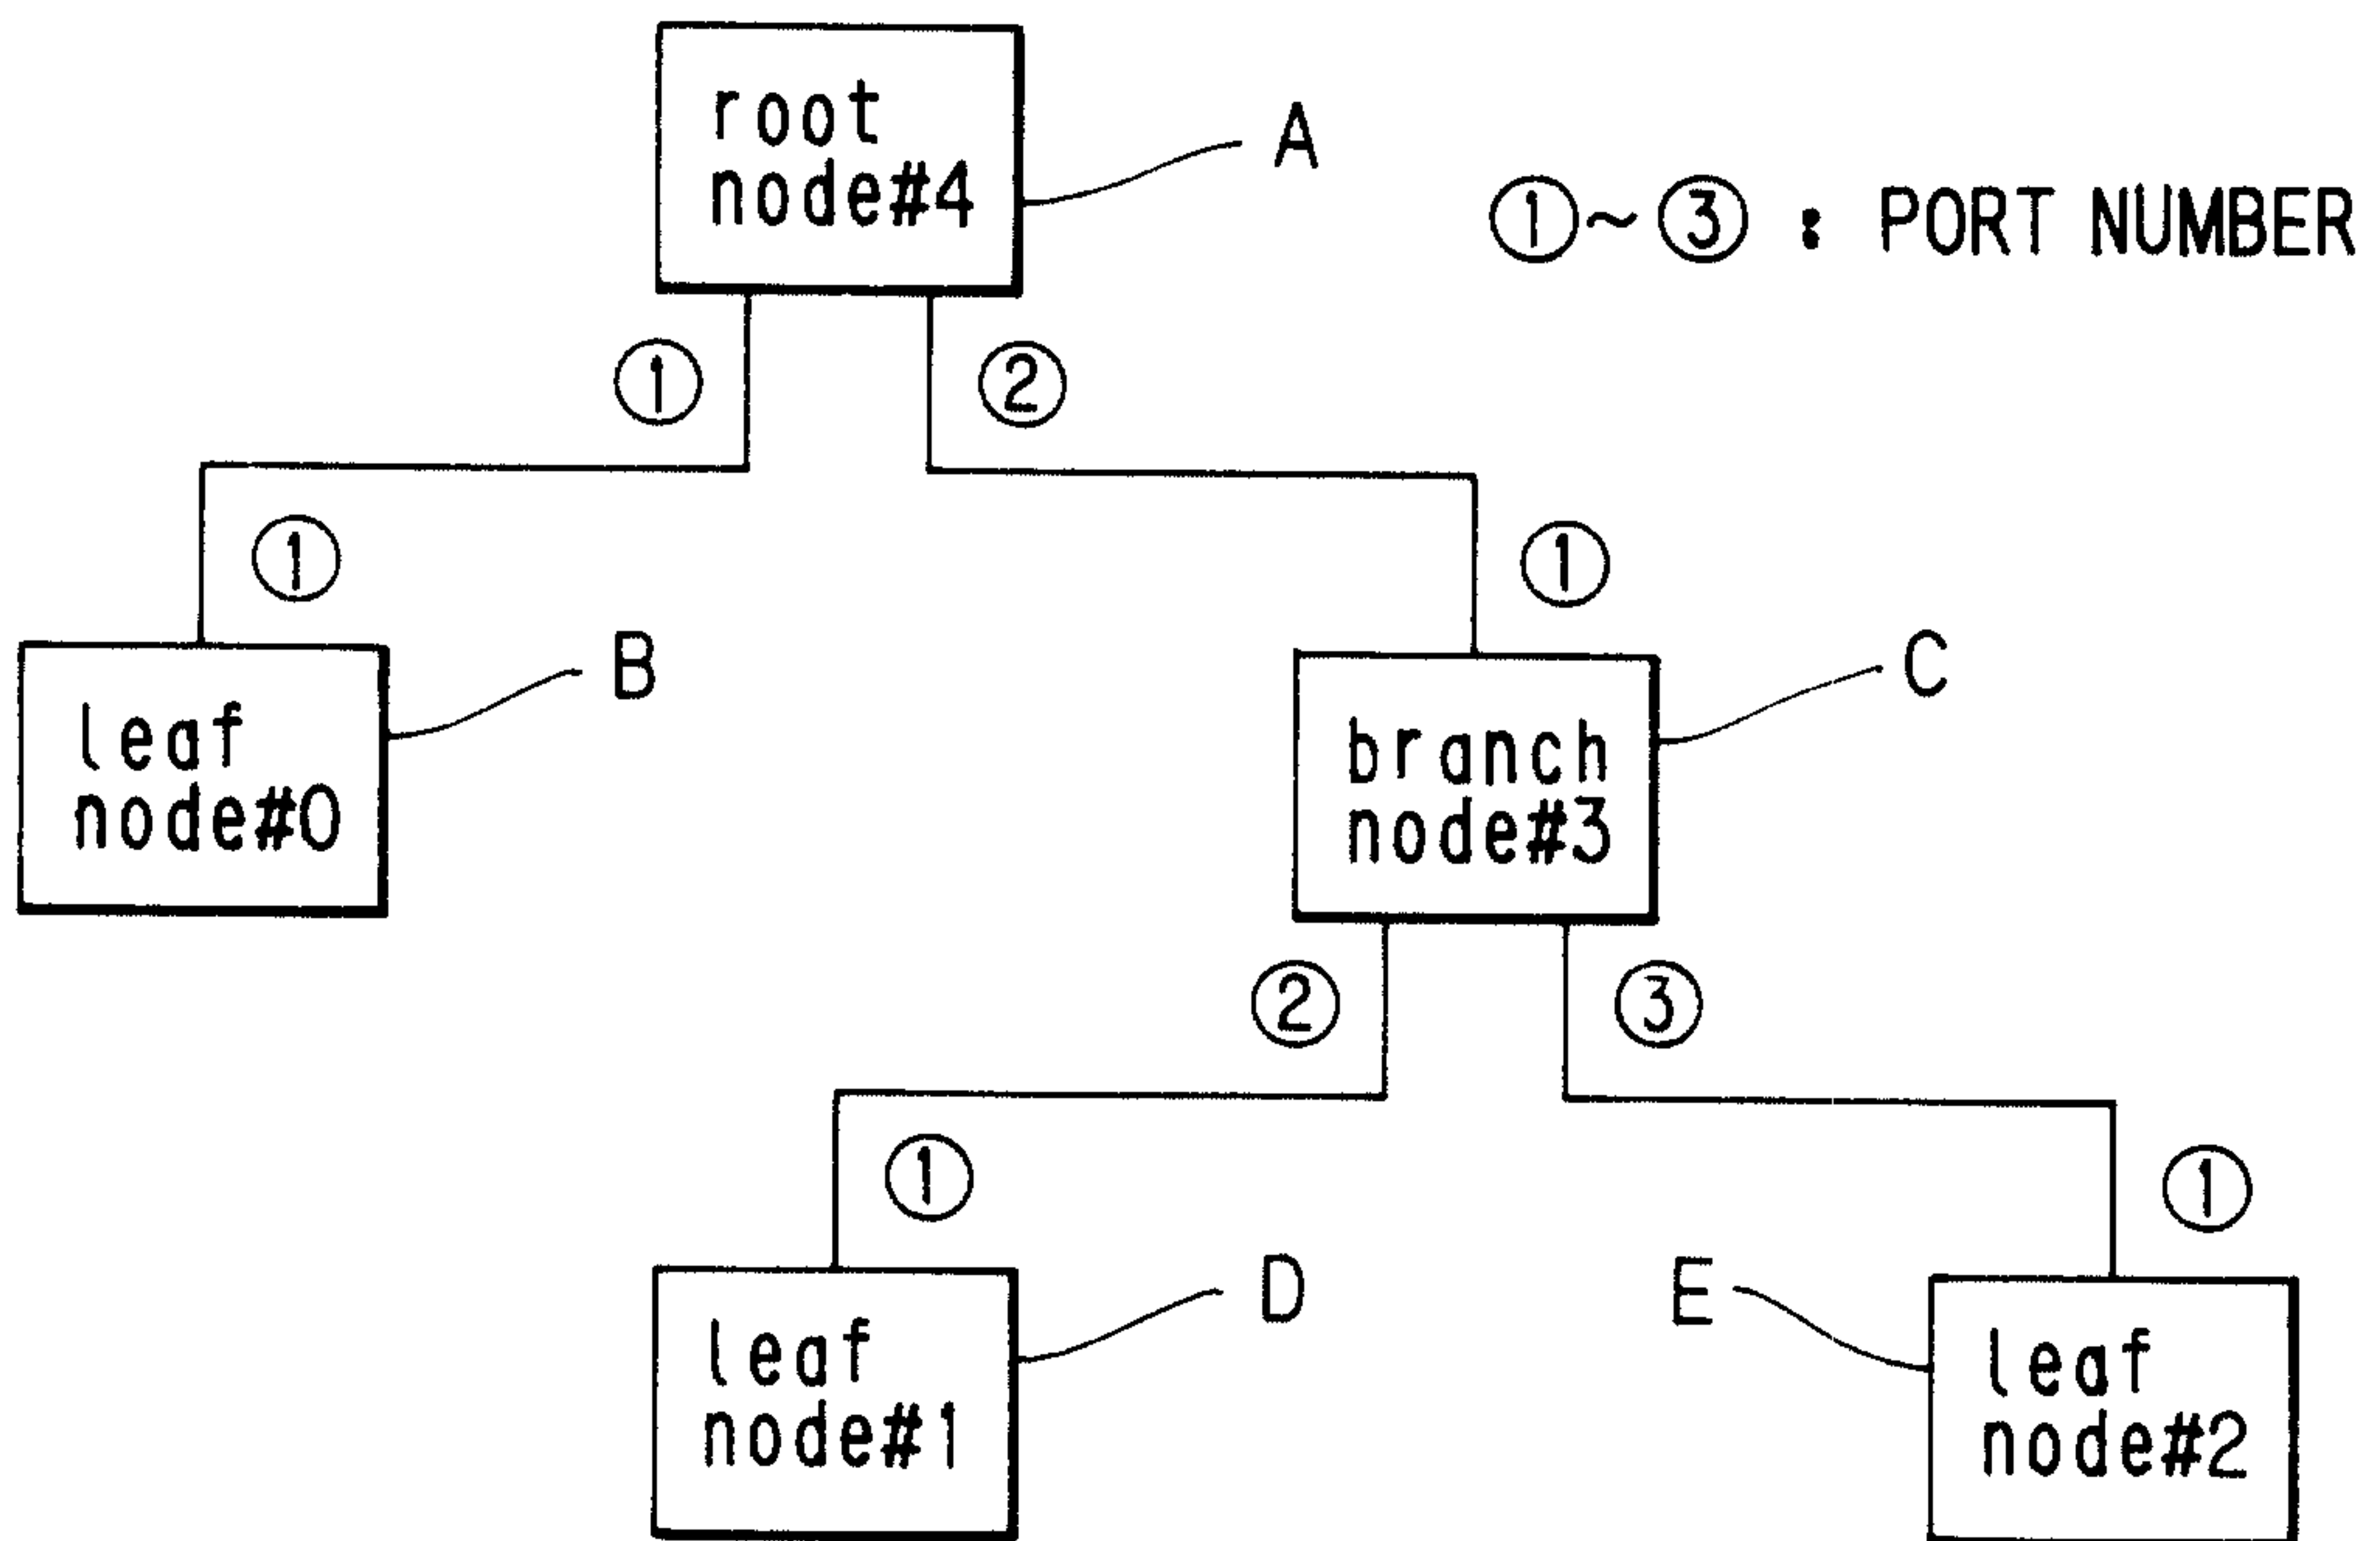 root
node#4
A
①~③ : PORT NUMBER
①
②
①
①
leaf
node#0
B
branch
node#3
C
②
③
①
①
leaf
node#1
D
E
leaf
node#2